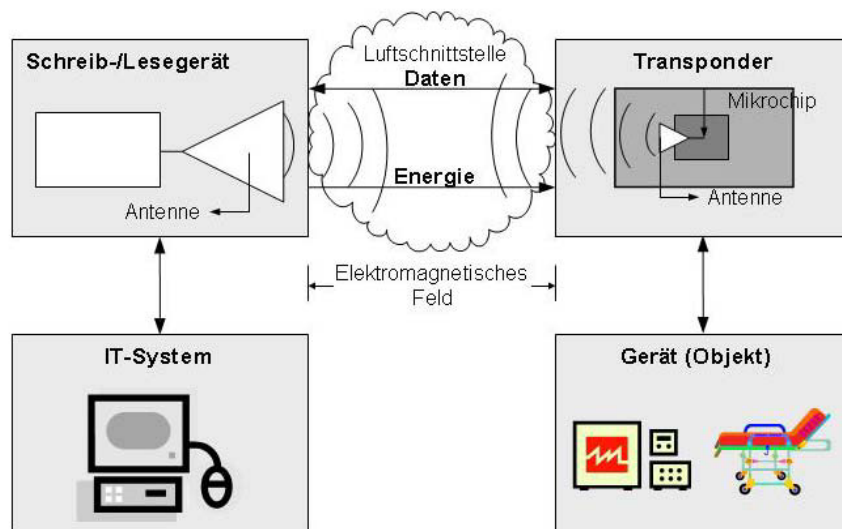 Schreib-/Lesegerät
Antenne
Luftschnittstelle
Daten
Energie
Elektromagnetisches
Feld
Transponder
Mikrochip
Antenne
IT-System
Gerät (Objekt)